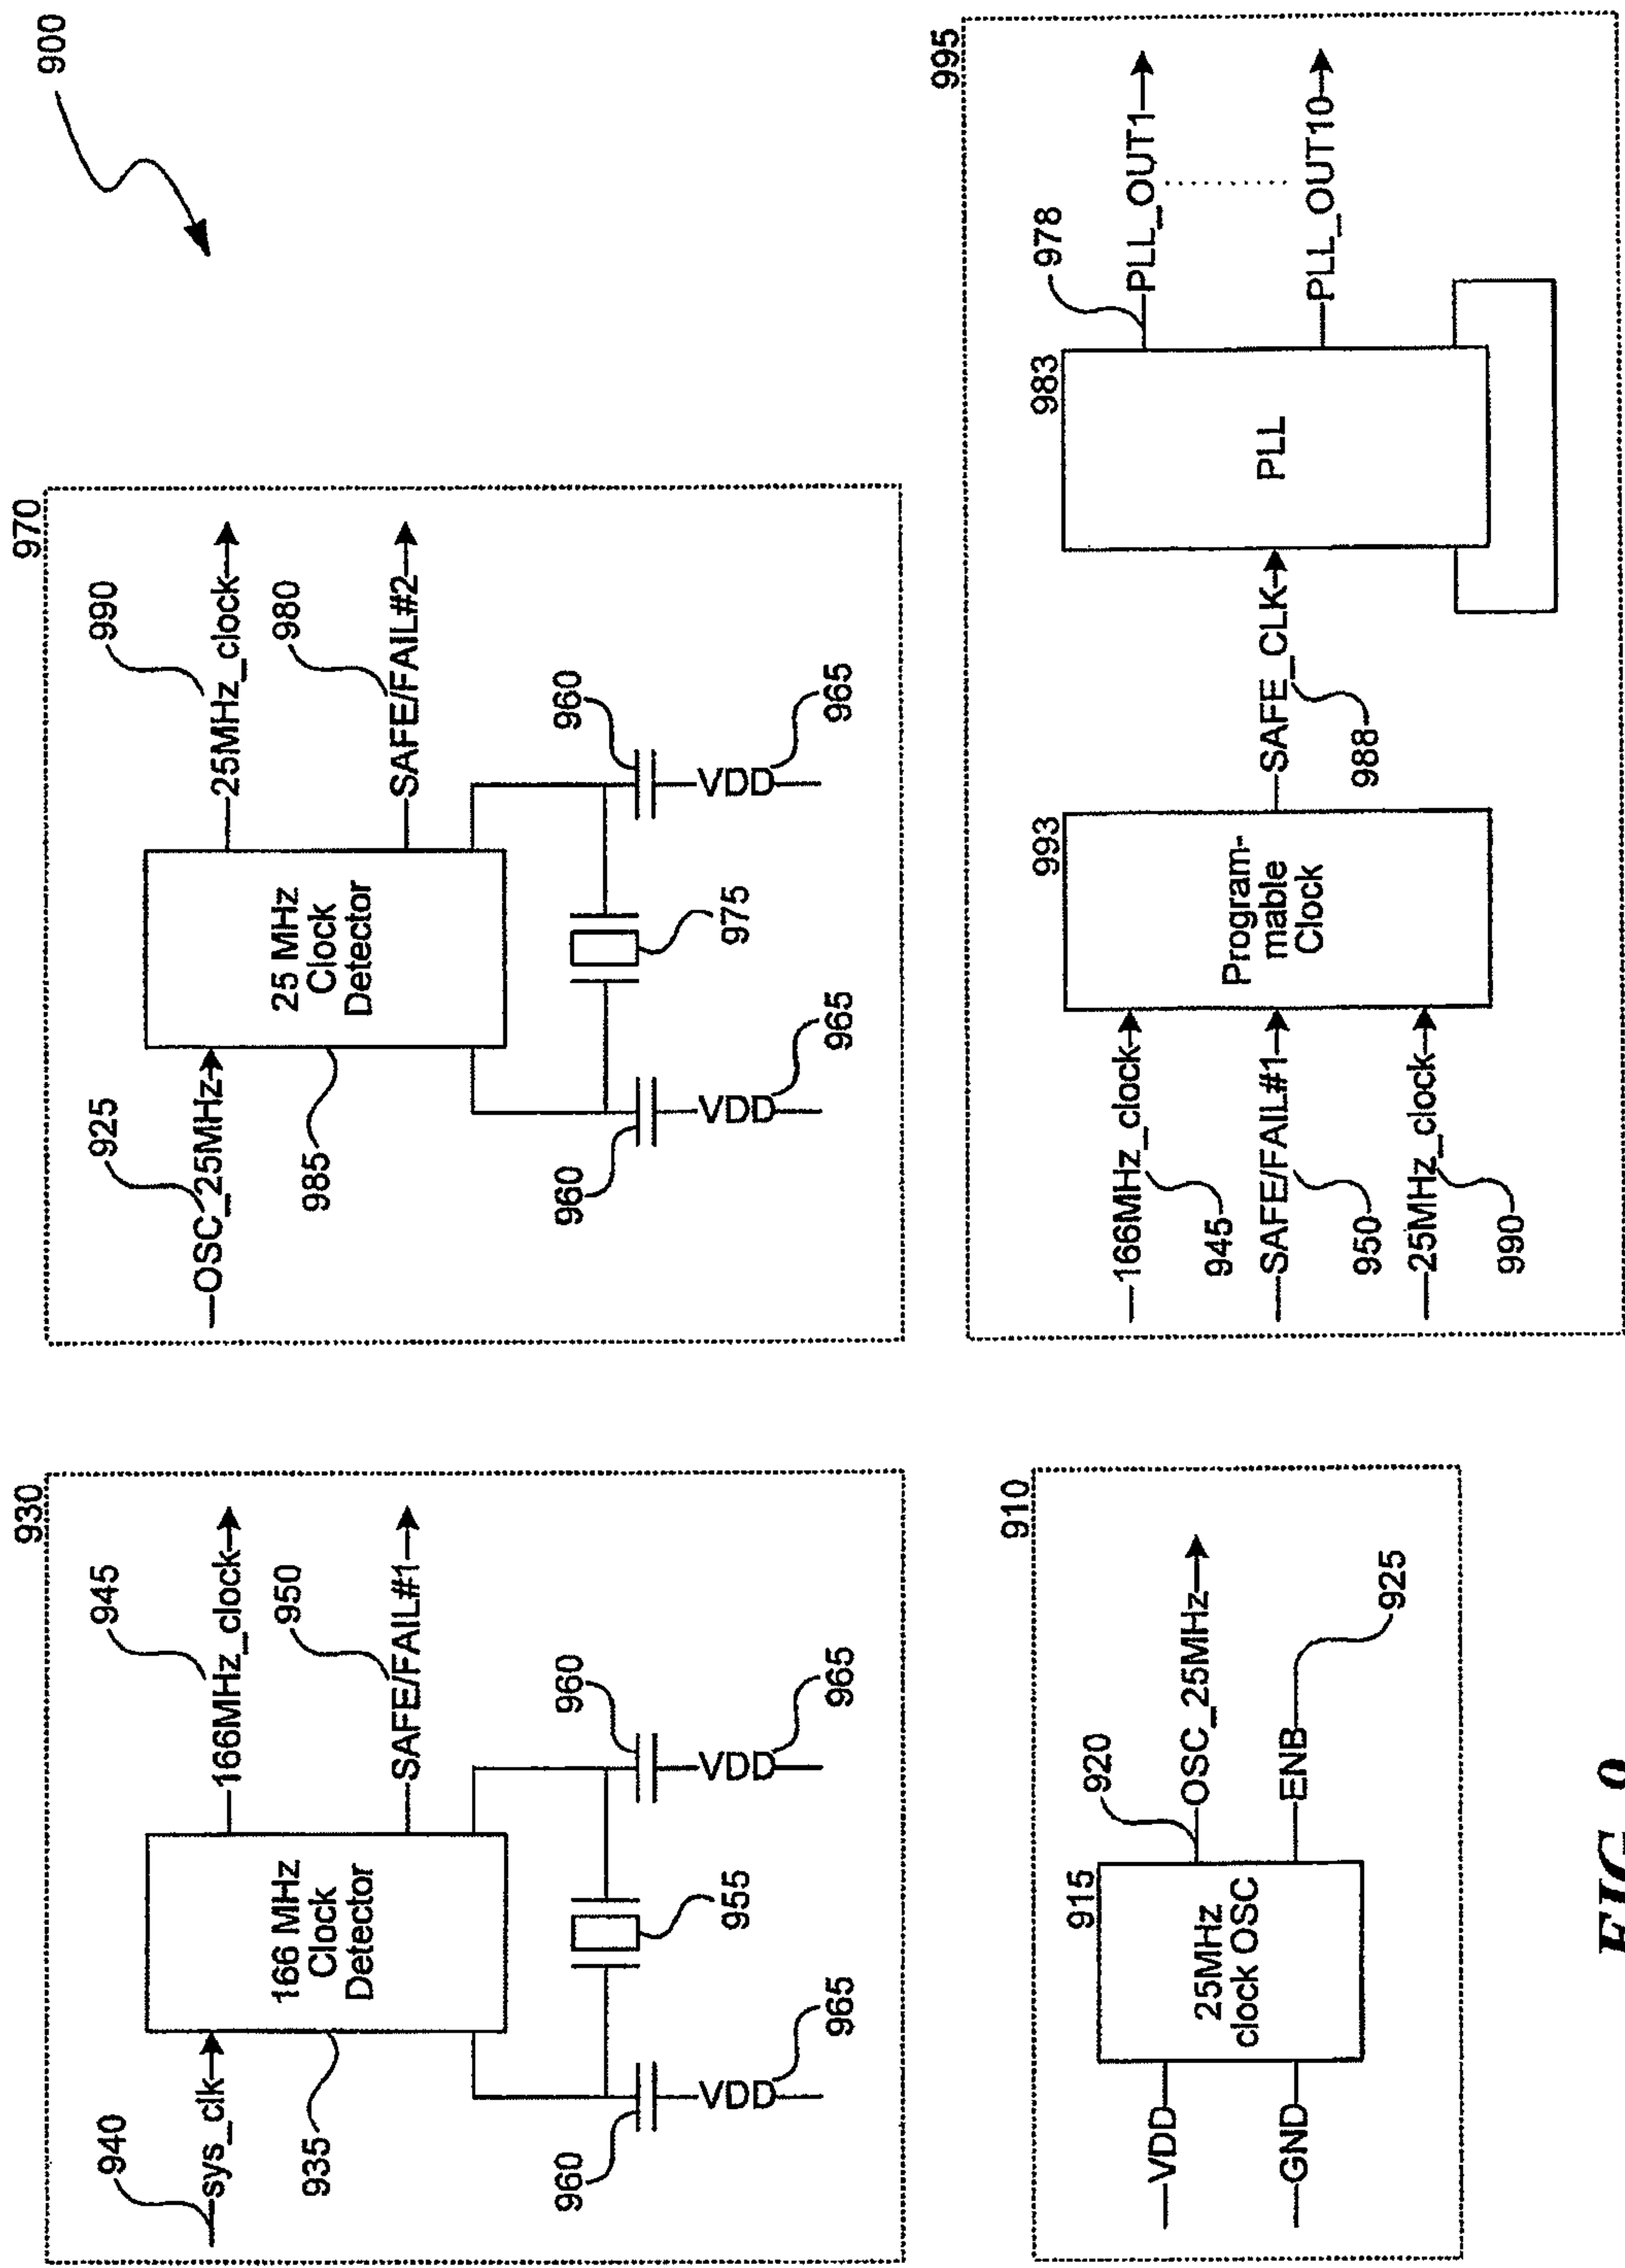 900
930
940
sys_clk
935
166 MHz
Clock
Detector
945
166MHz_clock
950
SAFE/FAIL#1
960
960
955
VDD
965
VDD
965
970
925
OSC_25MHz
985
25 MHz
Clock
Detector
990
25MHz_clock
980
SAFE/FAIL#2
960
960
975
VDD
965
VDD
965
910
VDD
GND
915
25MHz
clock OSC
920
OSC_25MHz
ENB
925
995
166MHz_clock
945
SAFE/FAIL#1
950
25MHz_clock
990
993
Program-
mable
Clock
SAFE_CLK
988
983
PLL
978
PLL_OUT1
PLL_OUT10